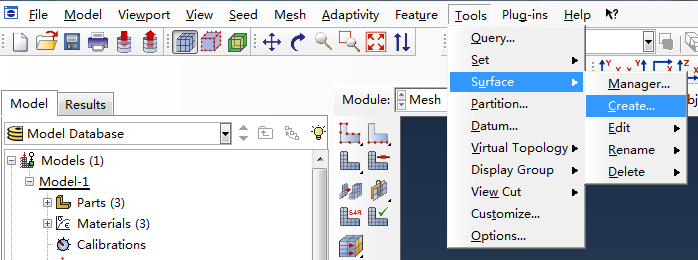 File Model Viewport View Seed Mesh Adaptivity Feature Tools Plug-ins Help ?
Query...
Set
Surface
Partition...
Datum...
Virtual Topology
Display Group
View Cut
Customize...
Options...
Manager...
Create...
Edit
Rename
Delete
Model Results
Module: Mesh
Model Database
Models (1)
Model-1
Parts (3)
Materials (3)
Calibrations
S4R
Y Y X Z